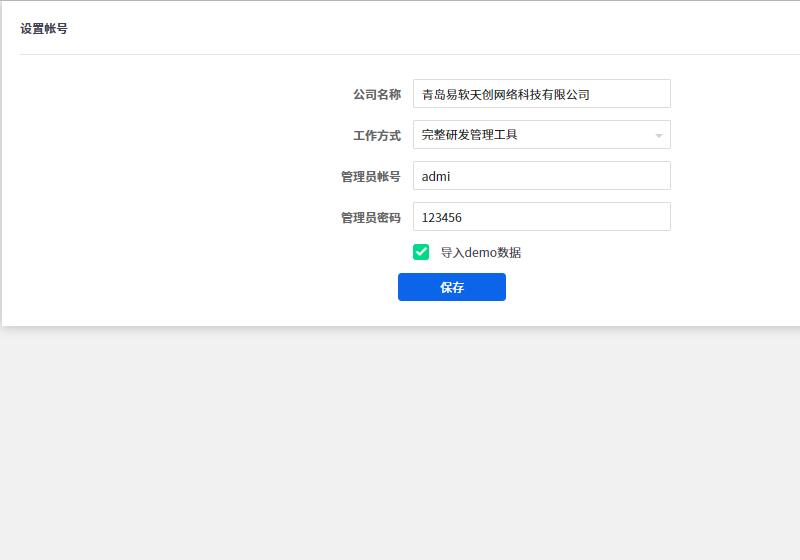 设置帐号
公司名称 青岛易软天创网络科技有限公司
工作方式 完整研发管理工具
管理员帐号 admi
管理员密码 123456
导入demo数据
保存